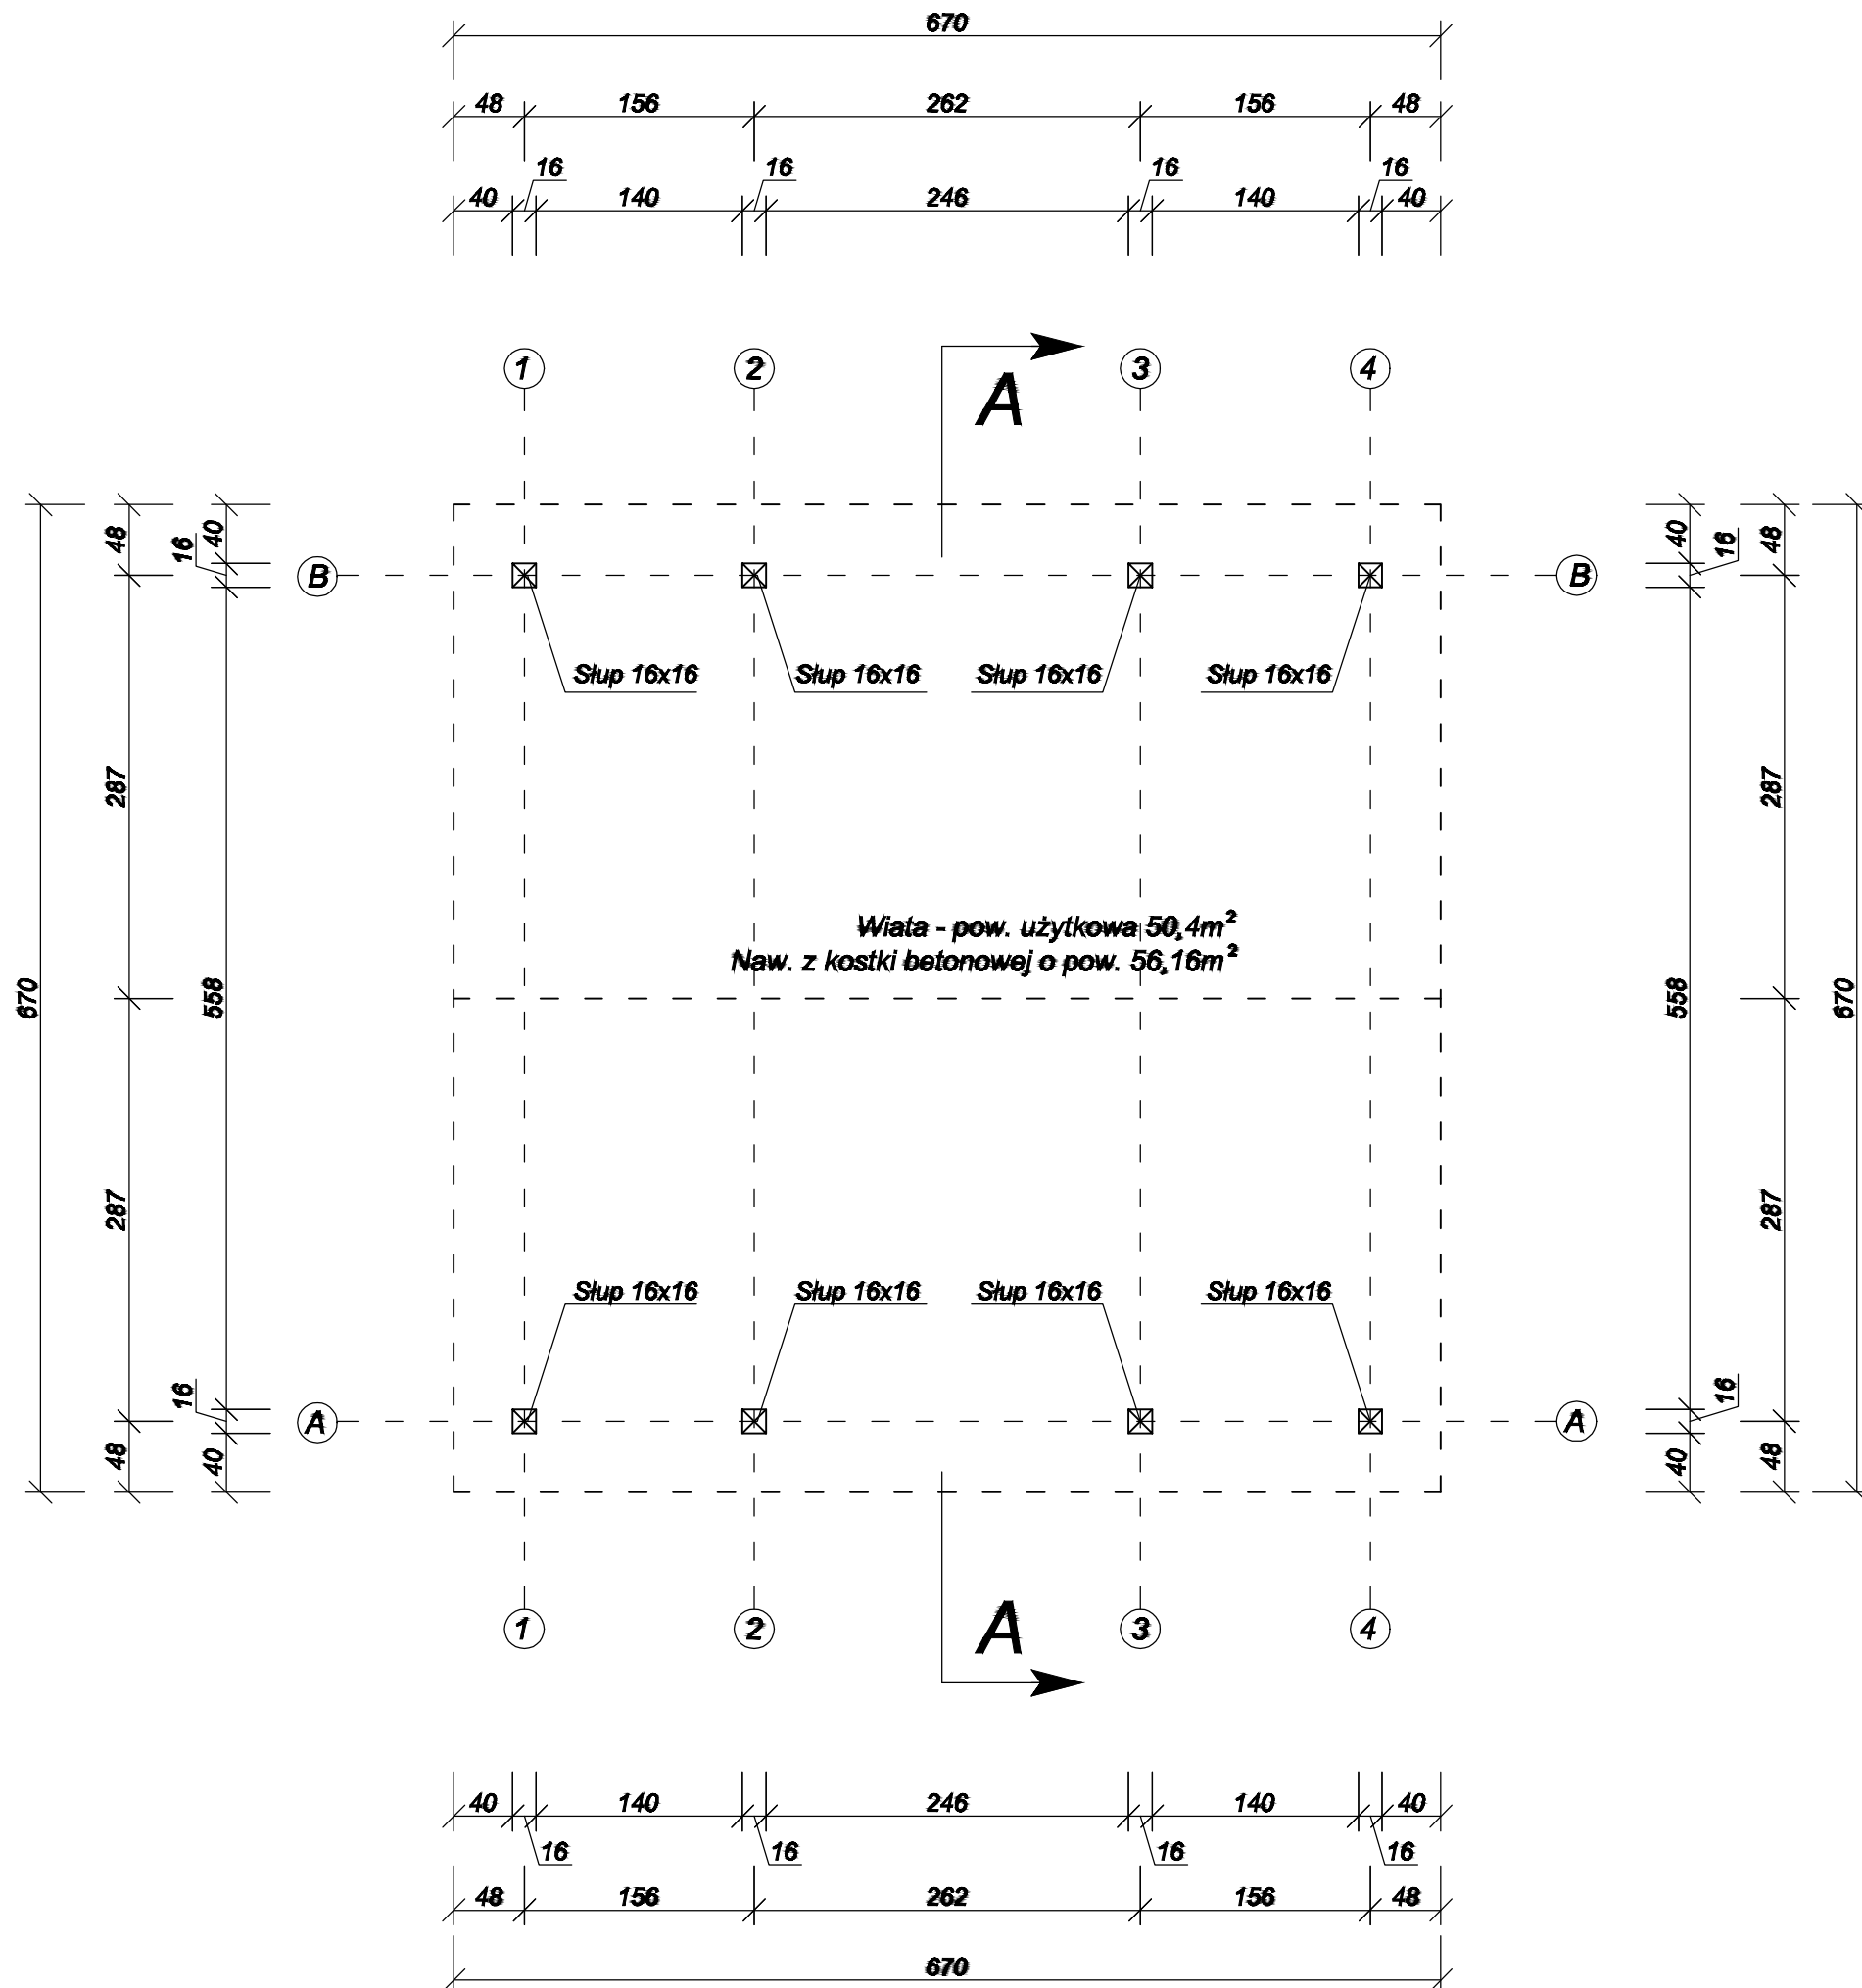 670
48 156 262 156 48
16 16 16 16
40 140 246 140 40
1 2 3 4
A
48 40 16 40 16 48
B B
Słup 16x16 Słup 16x16 Słup 16x16 Słup 16x16
287 287
Wiata - pow. użytkowa 50,4m²
Naw. z kostki betonowej o pow. 56,16m²
670 558 558 670
287 287
Słup 16x16 Słup 16x16 Słup 16x16 Słup 16x16
16 16
A A
48 40 40 48
1 2 3 4
A
40 140 246 140 40
16 16 16 16
48 156 262 156 48
670